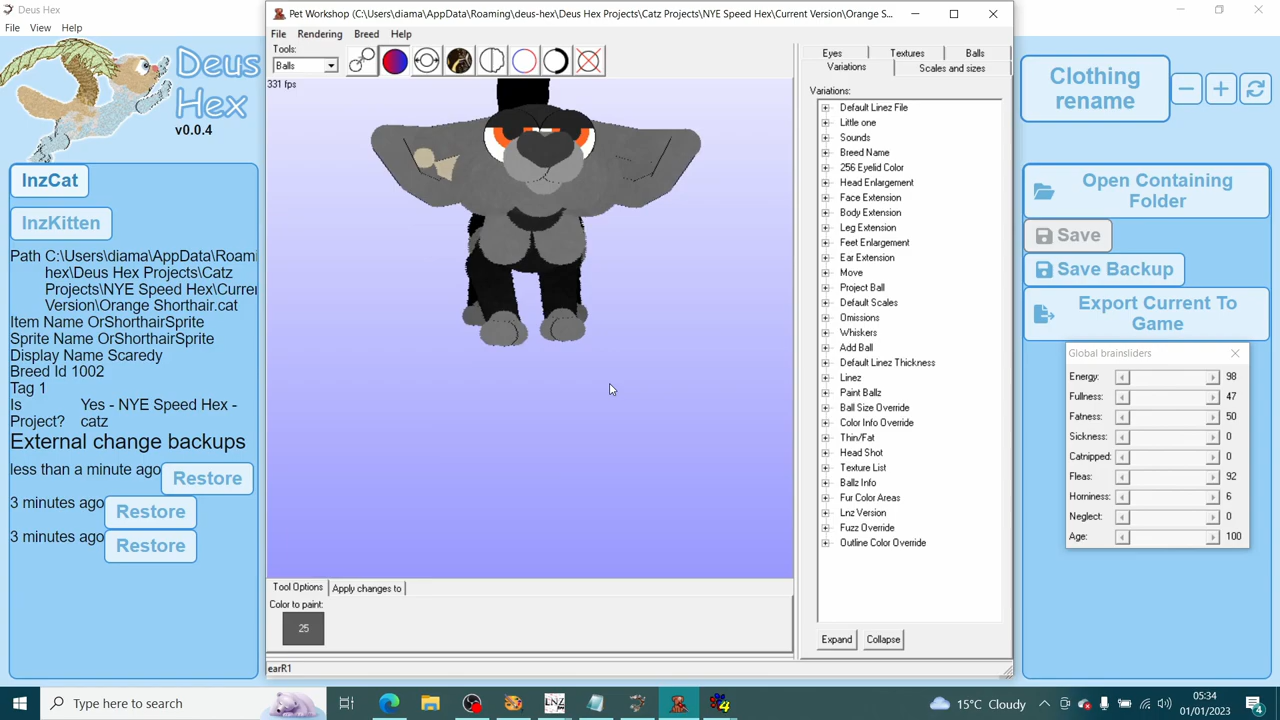 Deus Hex
File View Help
Deus
Hex
v0.0.4
lnzCat
lnzKitten
Path C:\Users\diama\AppData\Roami
hex\Deus Hex Projects\Catz
Projects\NYE Speed Hex\Curre
Version\Orange Shorthair.cat
Item Name OrShorthairSprite
Sprite Name OrShorthairSprite
Display Name Scaredy
Breed Id 1002
Tag 1
Is Yes - NYE Speed Hex -
Project? catz
External change backups
less than a minute ago Restore
3 minutes ago Restore
3 minutes ago Restore
Pet Workshop (C:\Users\diama\AppData\Roaming\deus-hex\Deus Hex Projects\Catz Projects\NYE Speed Hex\Current Version\Orange S...
File Rendering Breed Help
Tools:
Balls
331 fps
Tool Options Apply changes to
Color to paint:
25
earR1
Eyes Textures Balls
Variations Scales and sizes
Variations:
Default Linez File
Little one
Sounds
Breed Name
256 Eyelid Color
Head Enlargement
Face Extension
Body Extension
Leg Extension
Feet Enlargement
Ear Extension
Move
Project Ball
Default Scales
Omissions
Whiskers
Add Ball
Default Linez Thickness
Linez
Paint Ballz
Ball Size Override
Color Info Override
Thin/Fat
Head Shot
Texture List
Ballz Info
Fur Color Areas
Lnz Version
Fuzz Override
Outline Color Override
Expand Collapse
Clothing
rename
Open Containing
Folder
Save
Save Backup
Export Current To
Game
Global brainsliders
Energy: 98
Fullness: 47
Fatness: 50
Sickness: 0
Catnipped: 0
Fleas: 92
Horniness: 6
Neglect: 0
Age: 100
Type here to search
LNZ
4
15°C Cloudy
05:34
01/01/2023
4